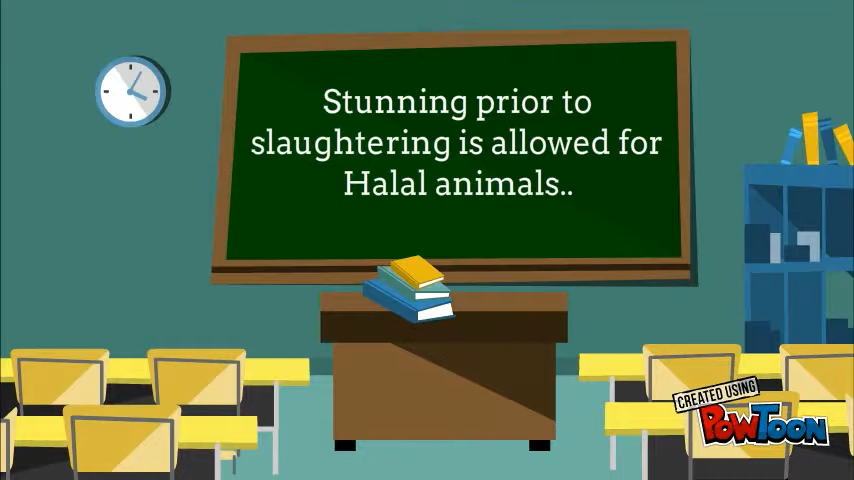 Stunning prior to
slaughtering is allowed for
Halal animals..
CREATED USING
PowToon